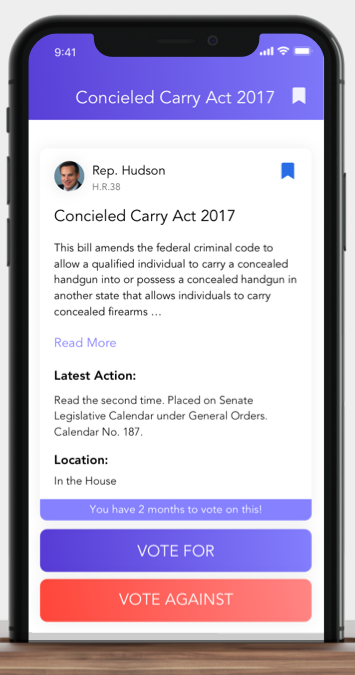 9:41
Concieled Carry Act 2017
Rep. Hudson
H.R.38
Concieled Carry Act 2017
This bill amends the federal criminal code to
allow a qualified individual to carry a concealed
handgun into or possess a concealed handgun in
another state that allows individuals to carry
concealed firearms ...
Read More
Latest Action:
Read the second time. Placed on Senate
Legislative Calendar under General Orders.
Calendar No. 187.
Location:
In the House
You have 2 months to vote on this!
VOTE FOR
VOTE AGAINST